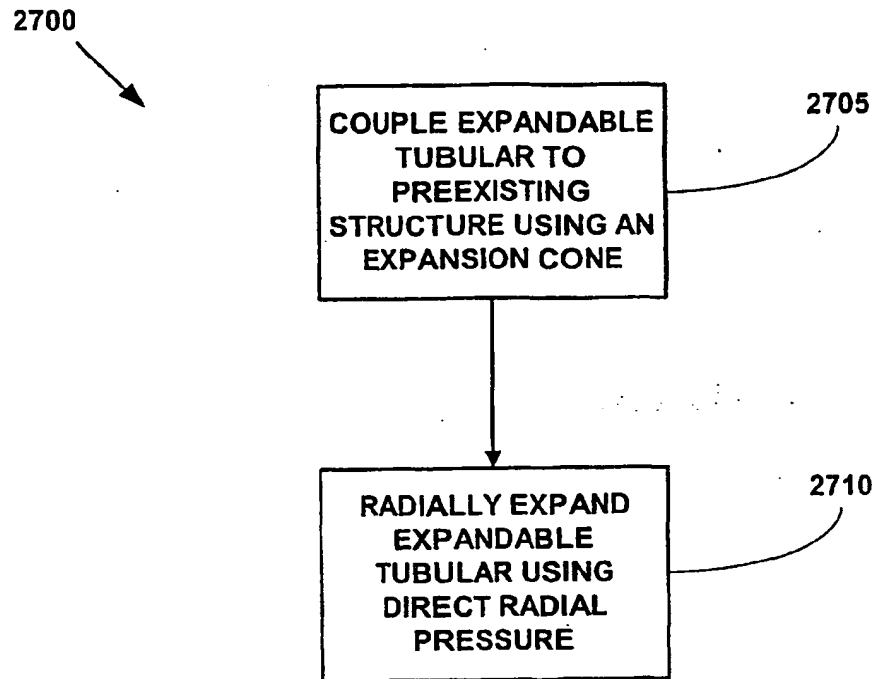 2700
COUPLE EXPANDABLE
TUBULAR TO
PREEXISTING
STRUCTURE USING AN
EXPANSION CONE
2705
RADIALLY EXPAND
EXPANDABLE
TUBULAR USING
DIRECT RADIAL
PRESSURE
2710